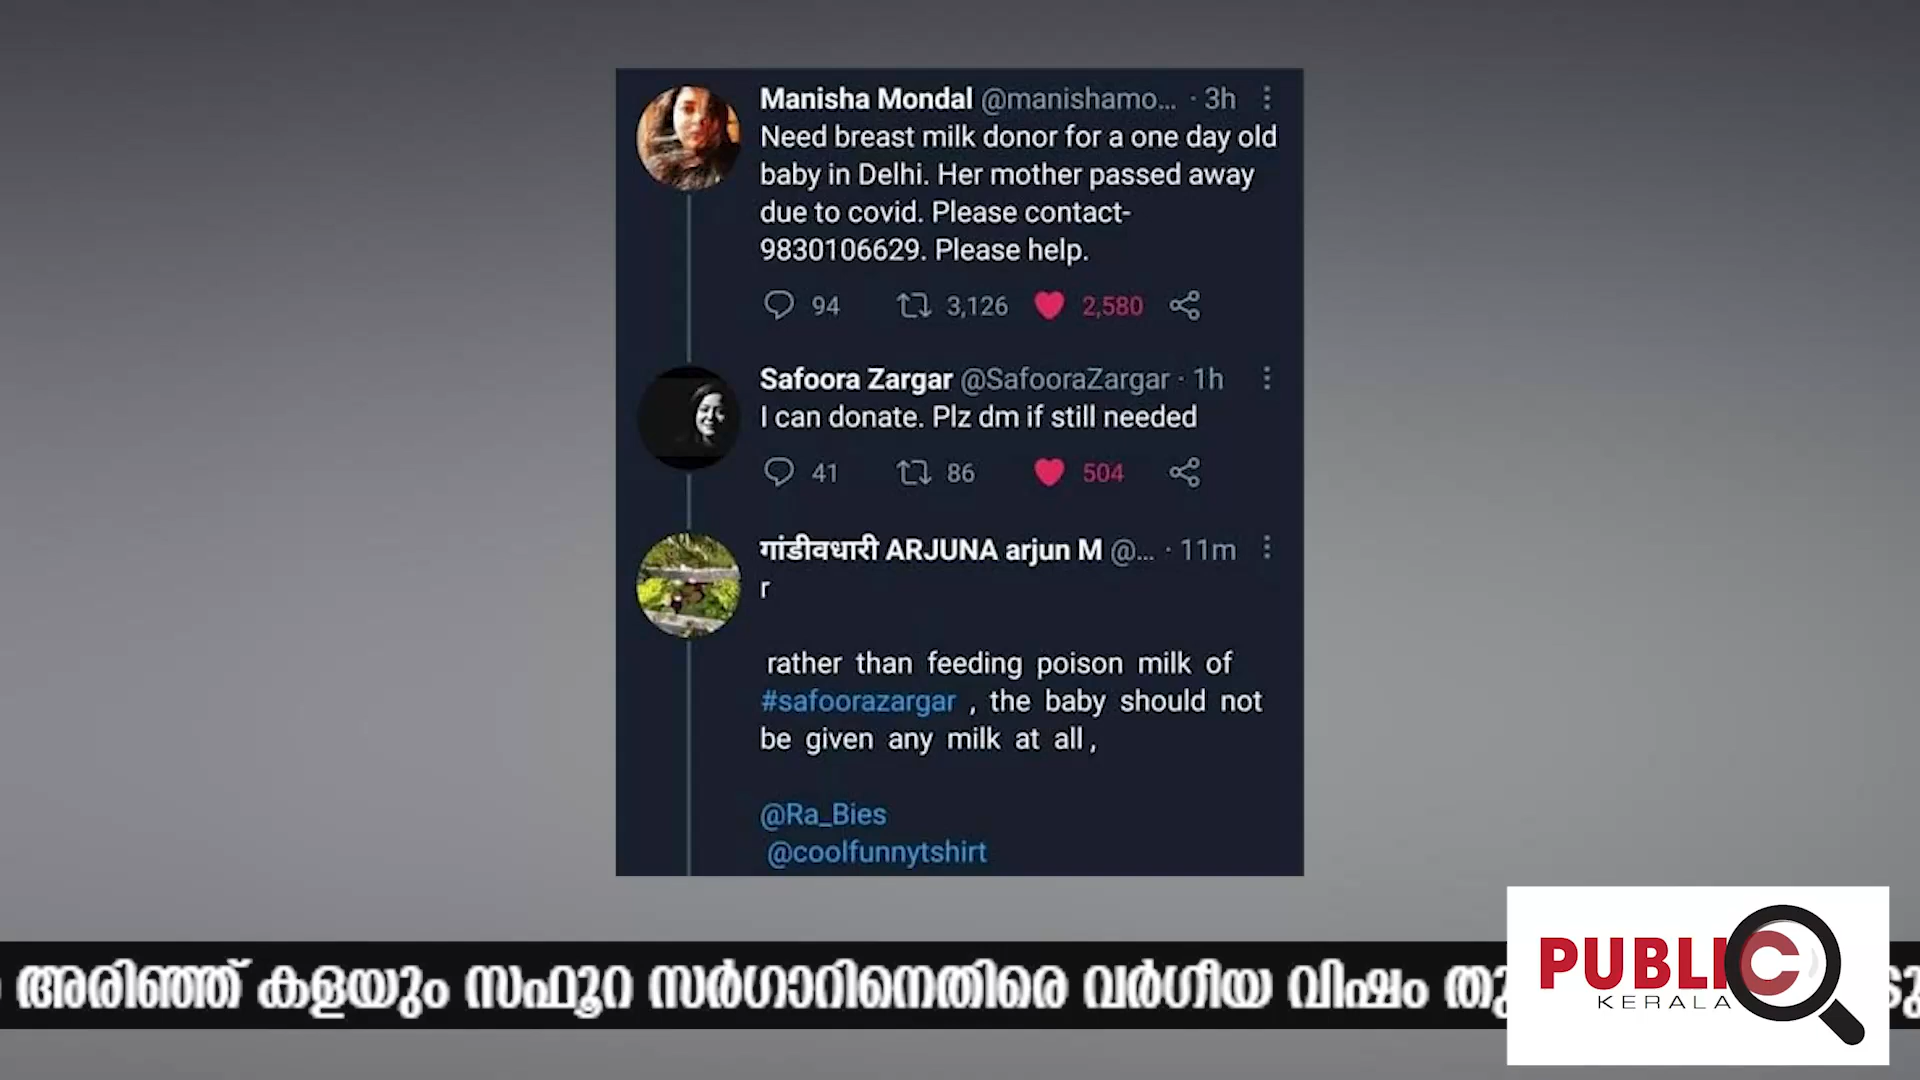 Manisha Mondal @manishamo... · 3h
Need breast milk donor for a one day old
baby in Delhi. Her mother passed away
due to covid. Please contact-
9830106629. Please help.
94 3,126 2,580
Safoora Zargar @SafooraZargar · 1h
I can donate. Plz dm if still needed
41 86 504
गांडीवधारी ARJUNA arjun M @... · 11m
r
rather than feeding poison milk of
#safoorazargar , the baby should not
be given any milk at all ,
@Ra_Bies
@coolfunnytshirt
അരിഞ്ഞ് കളയും സഫൂറ സർഗാറിനെതിരെ വർഗീയ വിഷം
PUBLIC
KERALA